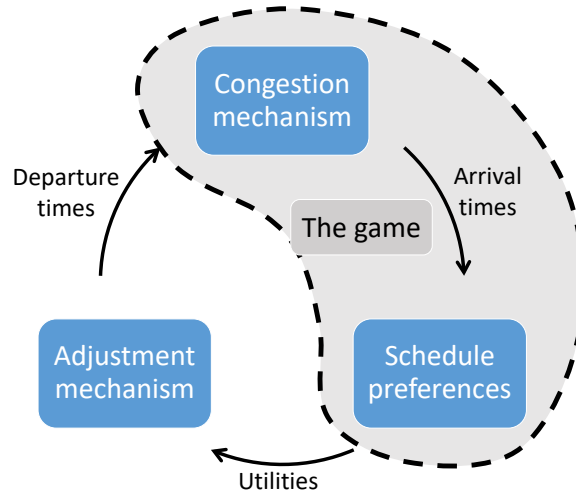 Congestion
mechanism
Departure
times
Arrival
times
The game
Adjustment
mechanism
Schedule
preferences
Utilities